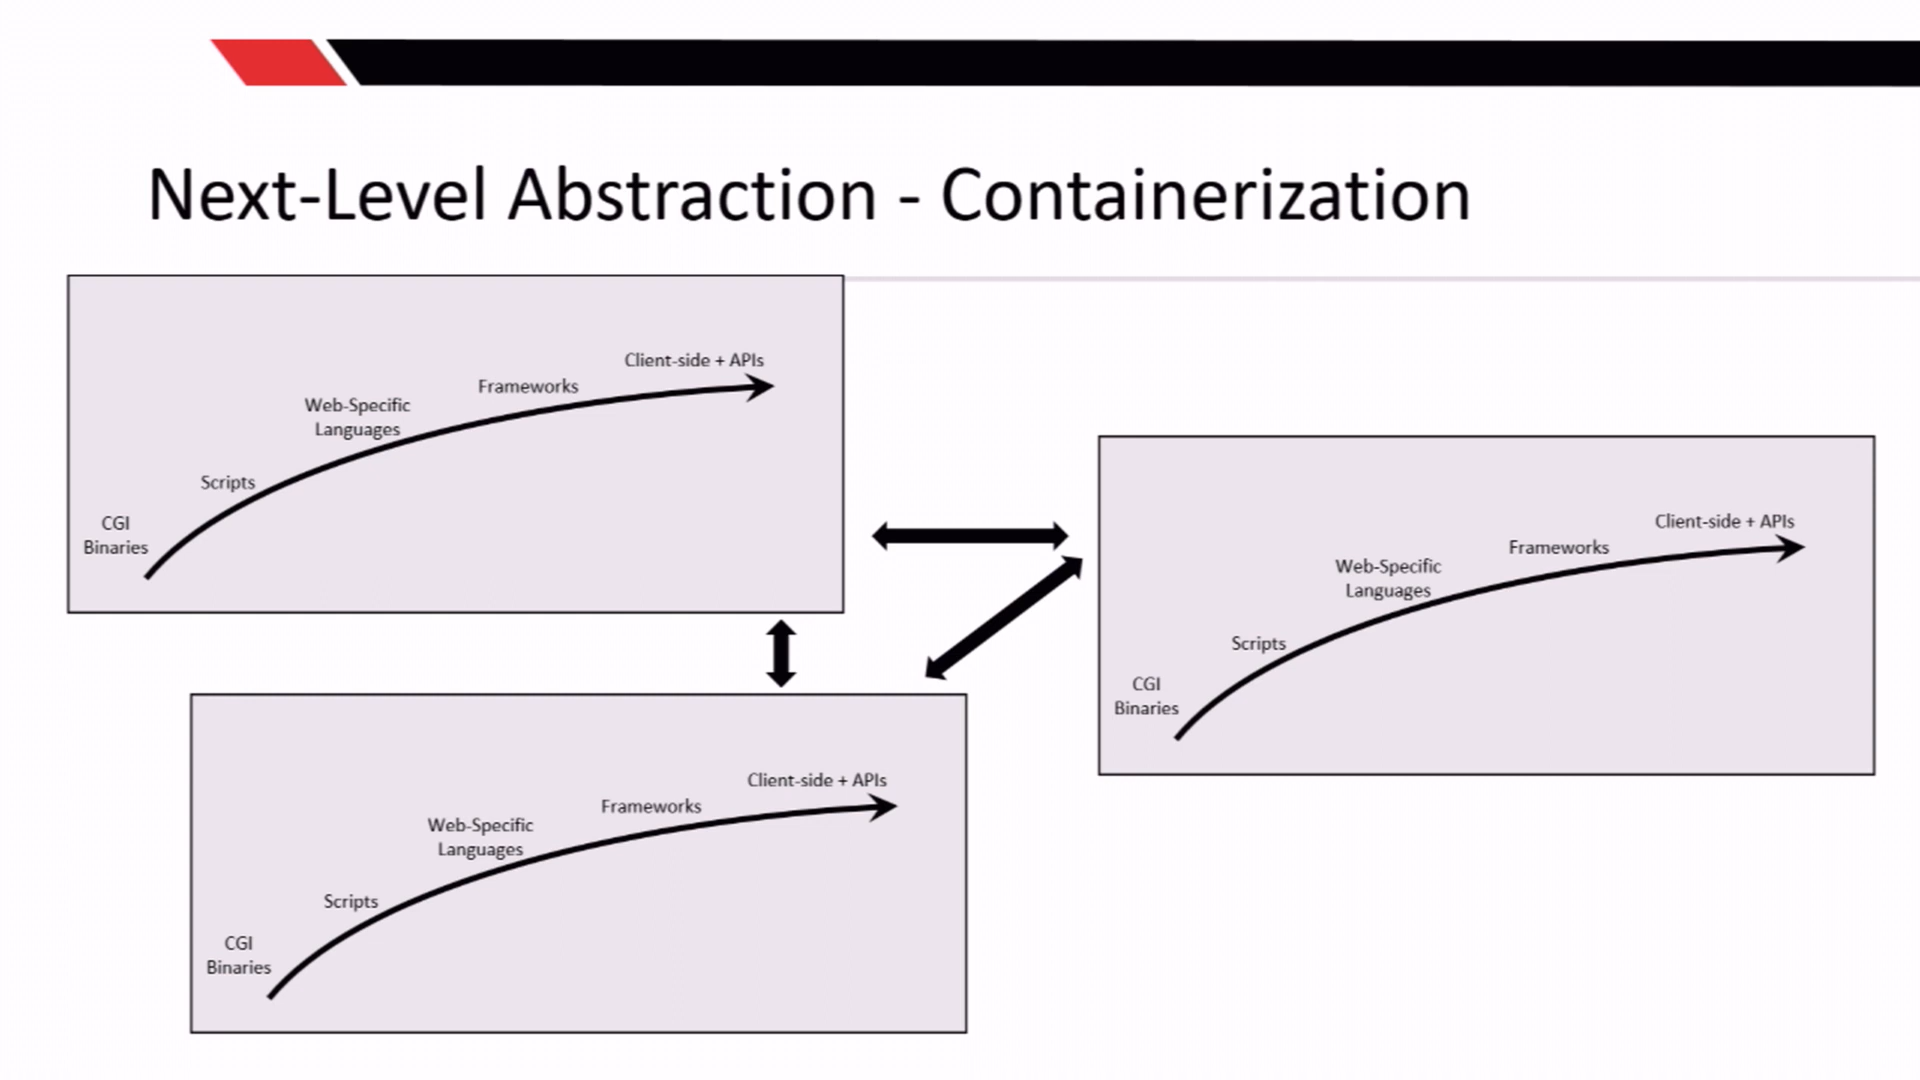 Next-Level Abstraction - Containerization
Client-side + APIs
Frameworks
Web-Specific
Languages
Scripts
CGI
Binaries
Client-side + APIs
Frameworks
Web-Specific
Languages
Scripts
CGI
Binaries
Client-side + APIs
Frameworks
Web-Specific
Languages
Scripts
CGI
Binaries